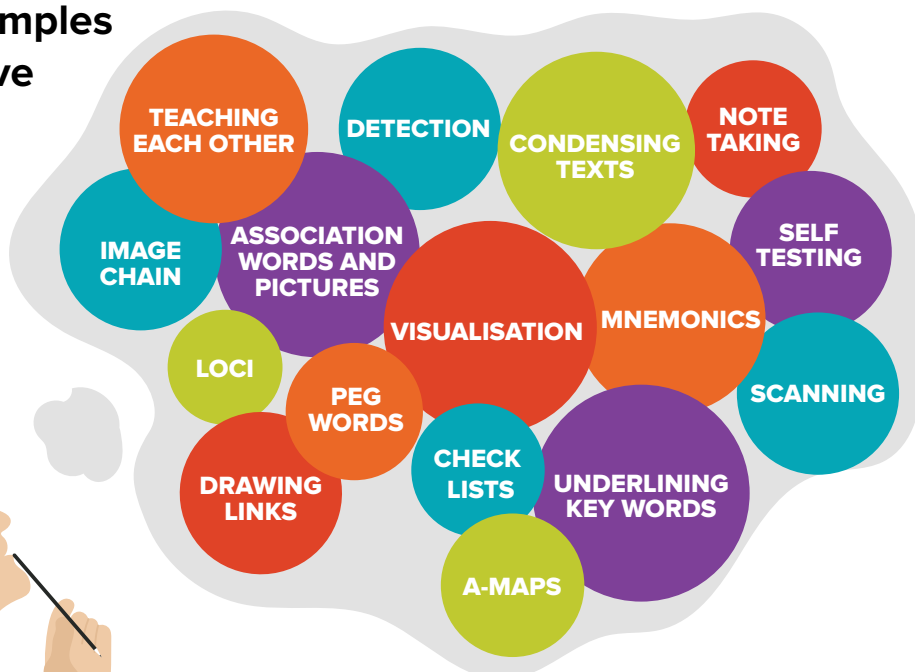 mples
ve
TEACHING
EACH OTHER
DETECTION
CONDENSING
TEXTS
NOTE
TAKING
IMAGE
CHAIN
ASSOCIATION
WORDS AND
PICTURES
SELF
TESTING
VISUALISATION
MNEMONICS
LOCI
PEG
WORDS
SCANNING
DRAWING
LINKS
CHECK
LISTS
UNDERLINING
KEY WORDS
A-MAPS